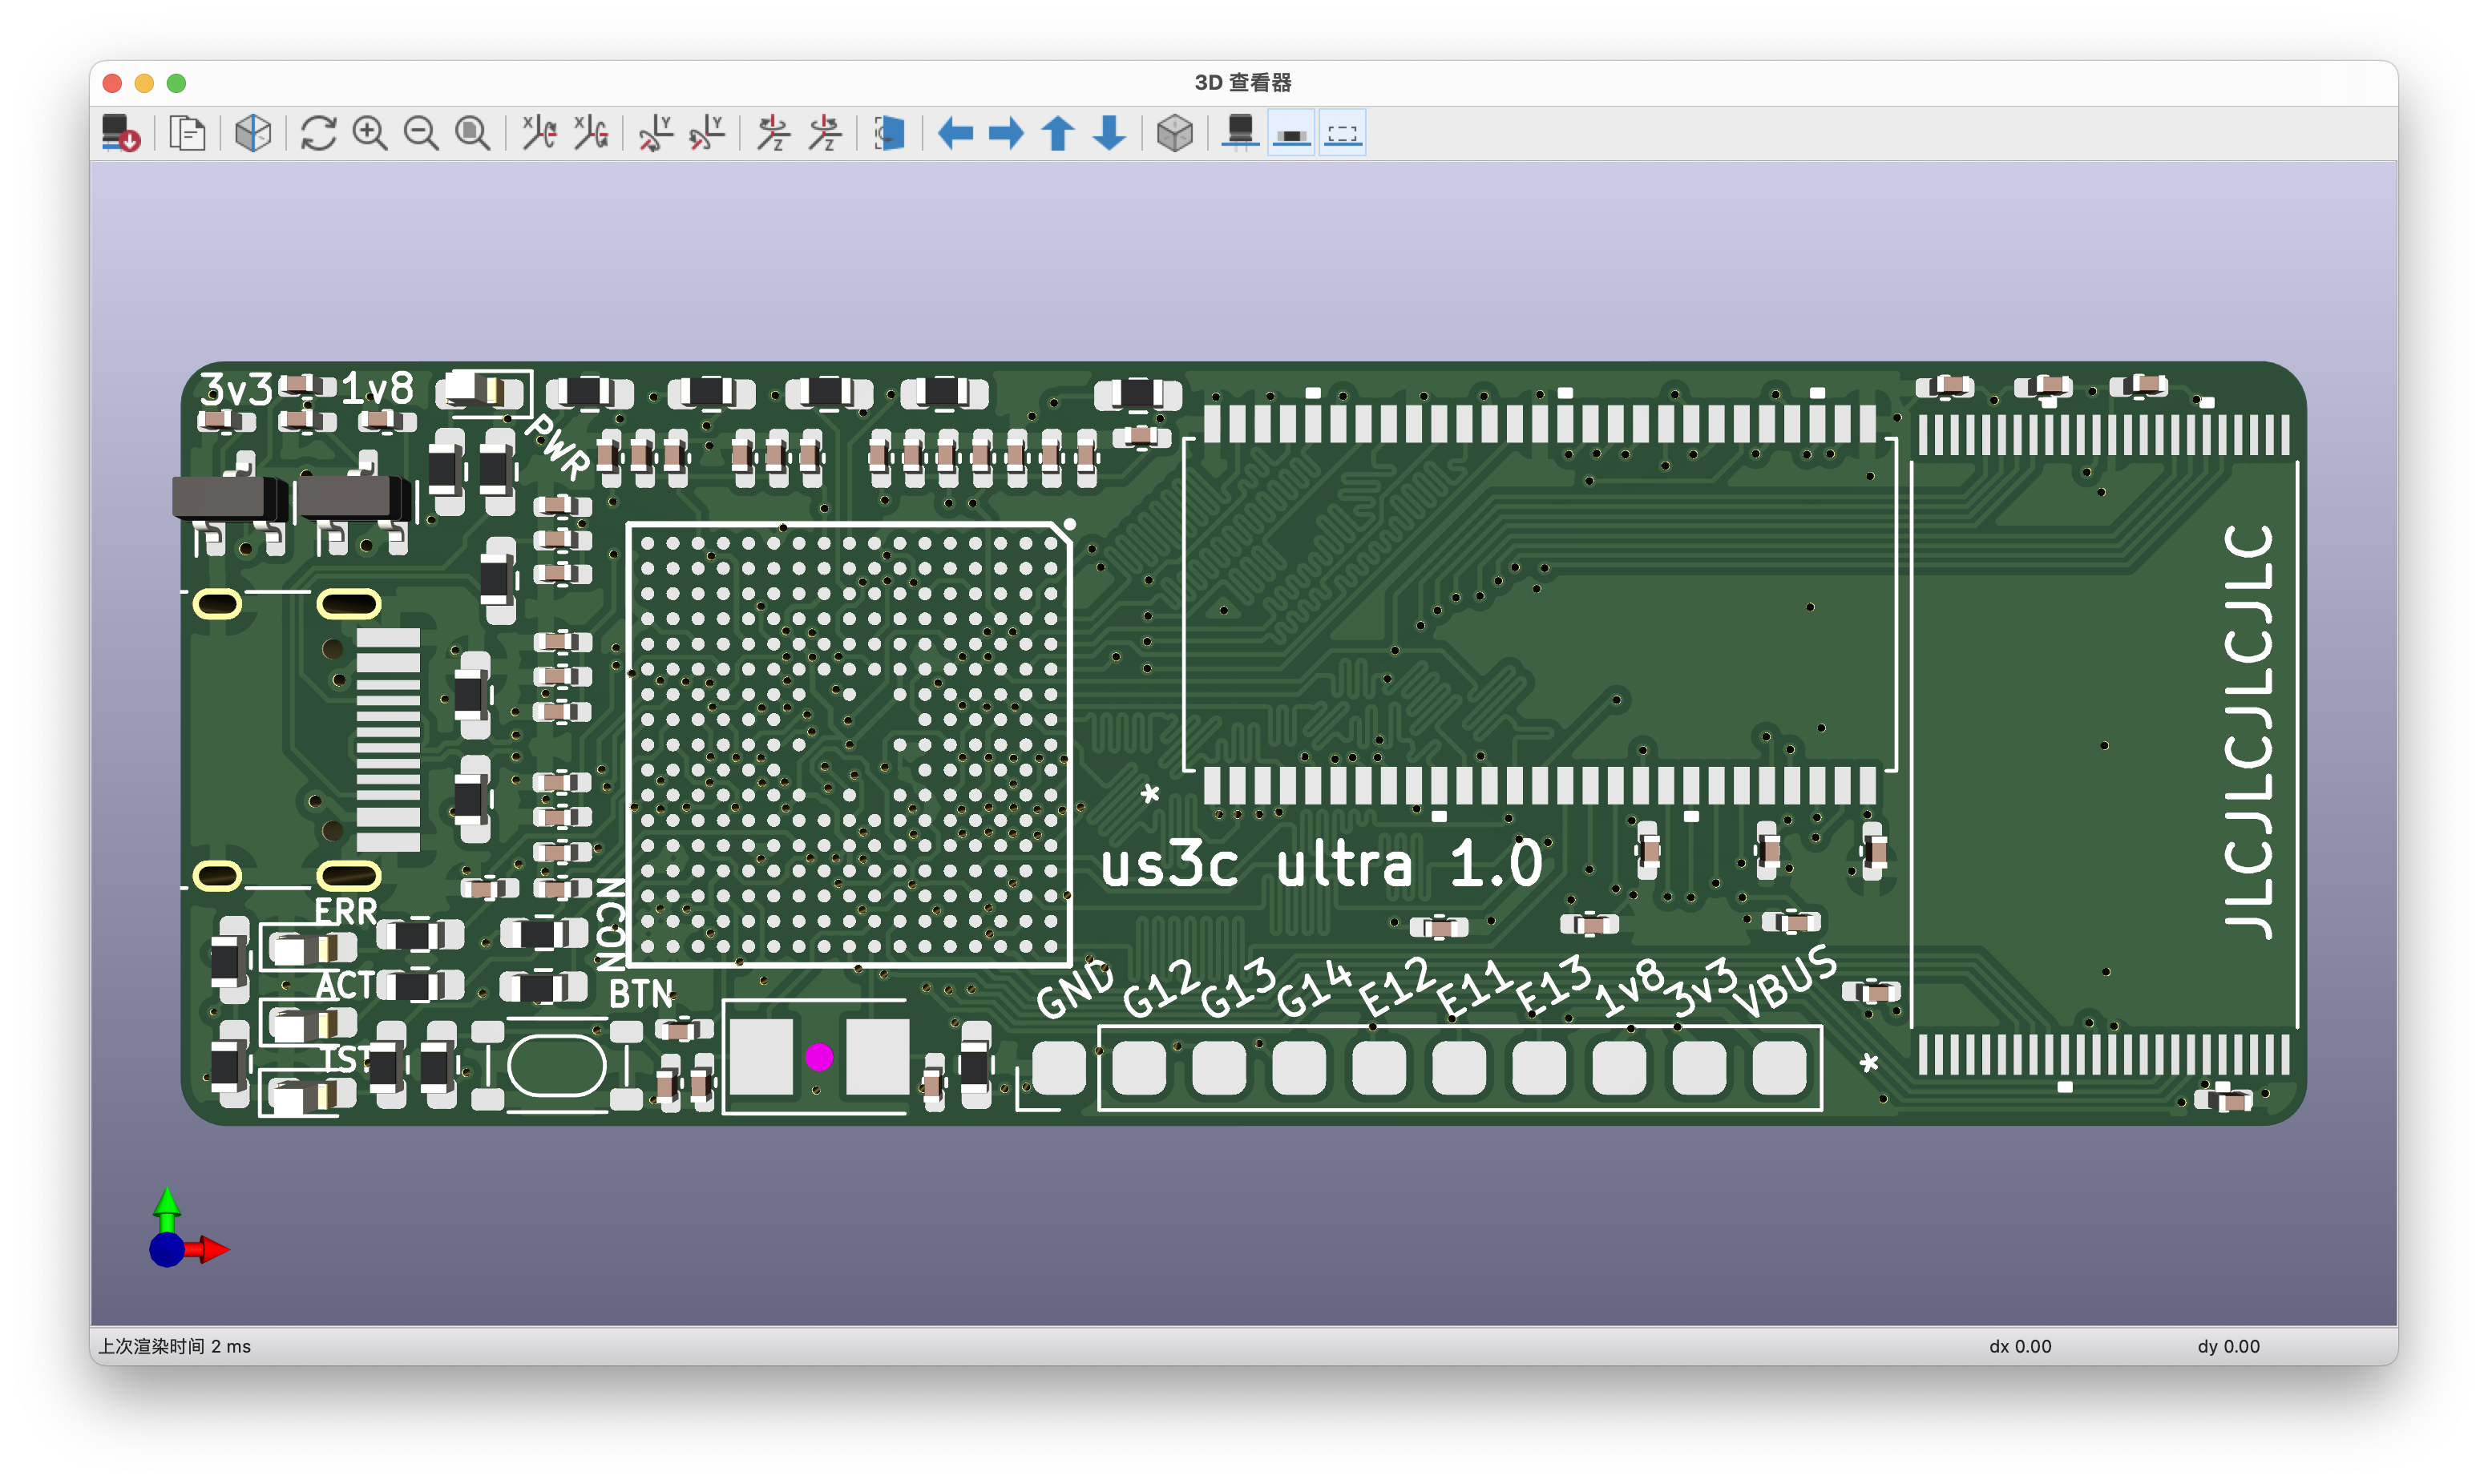 3D 查看器
3v3
1v8
PWR
JLCJLCJLCJLCJLC
us3c ultra 1.0
*
NCON
ERR
ACT
BTN
TST
GND
G12
G13
G14
E12
E11
E13
1v8
3v3
VBUS
*
上次渲染时间 2 ms
dx 0.00
dy 0.00